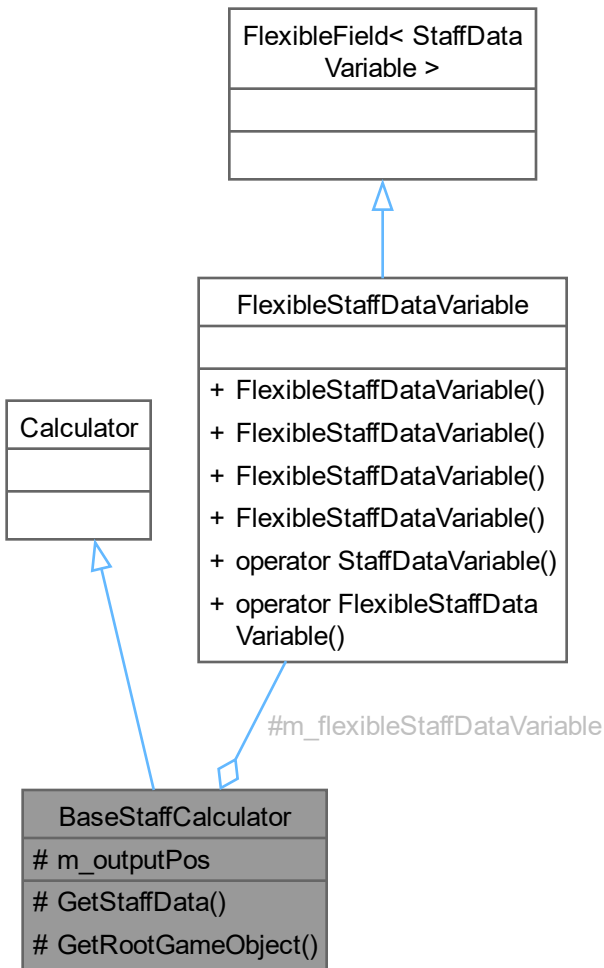 FlexibleField< StaffData
Variable >
FlexibleStaffDataVariable
+ FlexibleStaffDataVariable()
+ FlexibleStaffDataVariable()
+ FlexibleStaffDataVariable()
+ FlexibleStaffDataVariable()
+ operator StaffDataVariable()
+ operator FlexibleStaffData
Variable()
Calculator
#m_flexibleStaffDataVariable
BaseStaffCalculator
# m_outputPos
# GetStaffData()
# GetRootGameObject()